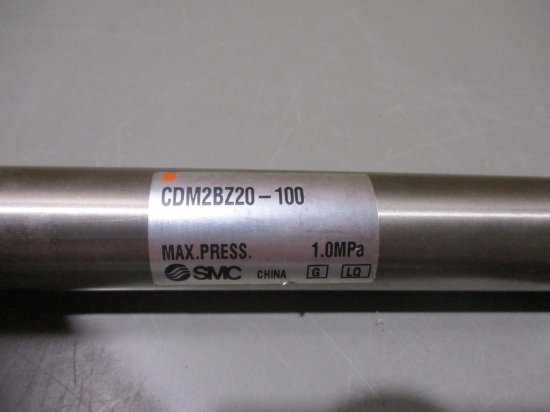 CDM2BZ20-100
MAX.PRESS. 1.0MPa
SMC CHINA G LQ